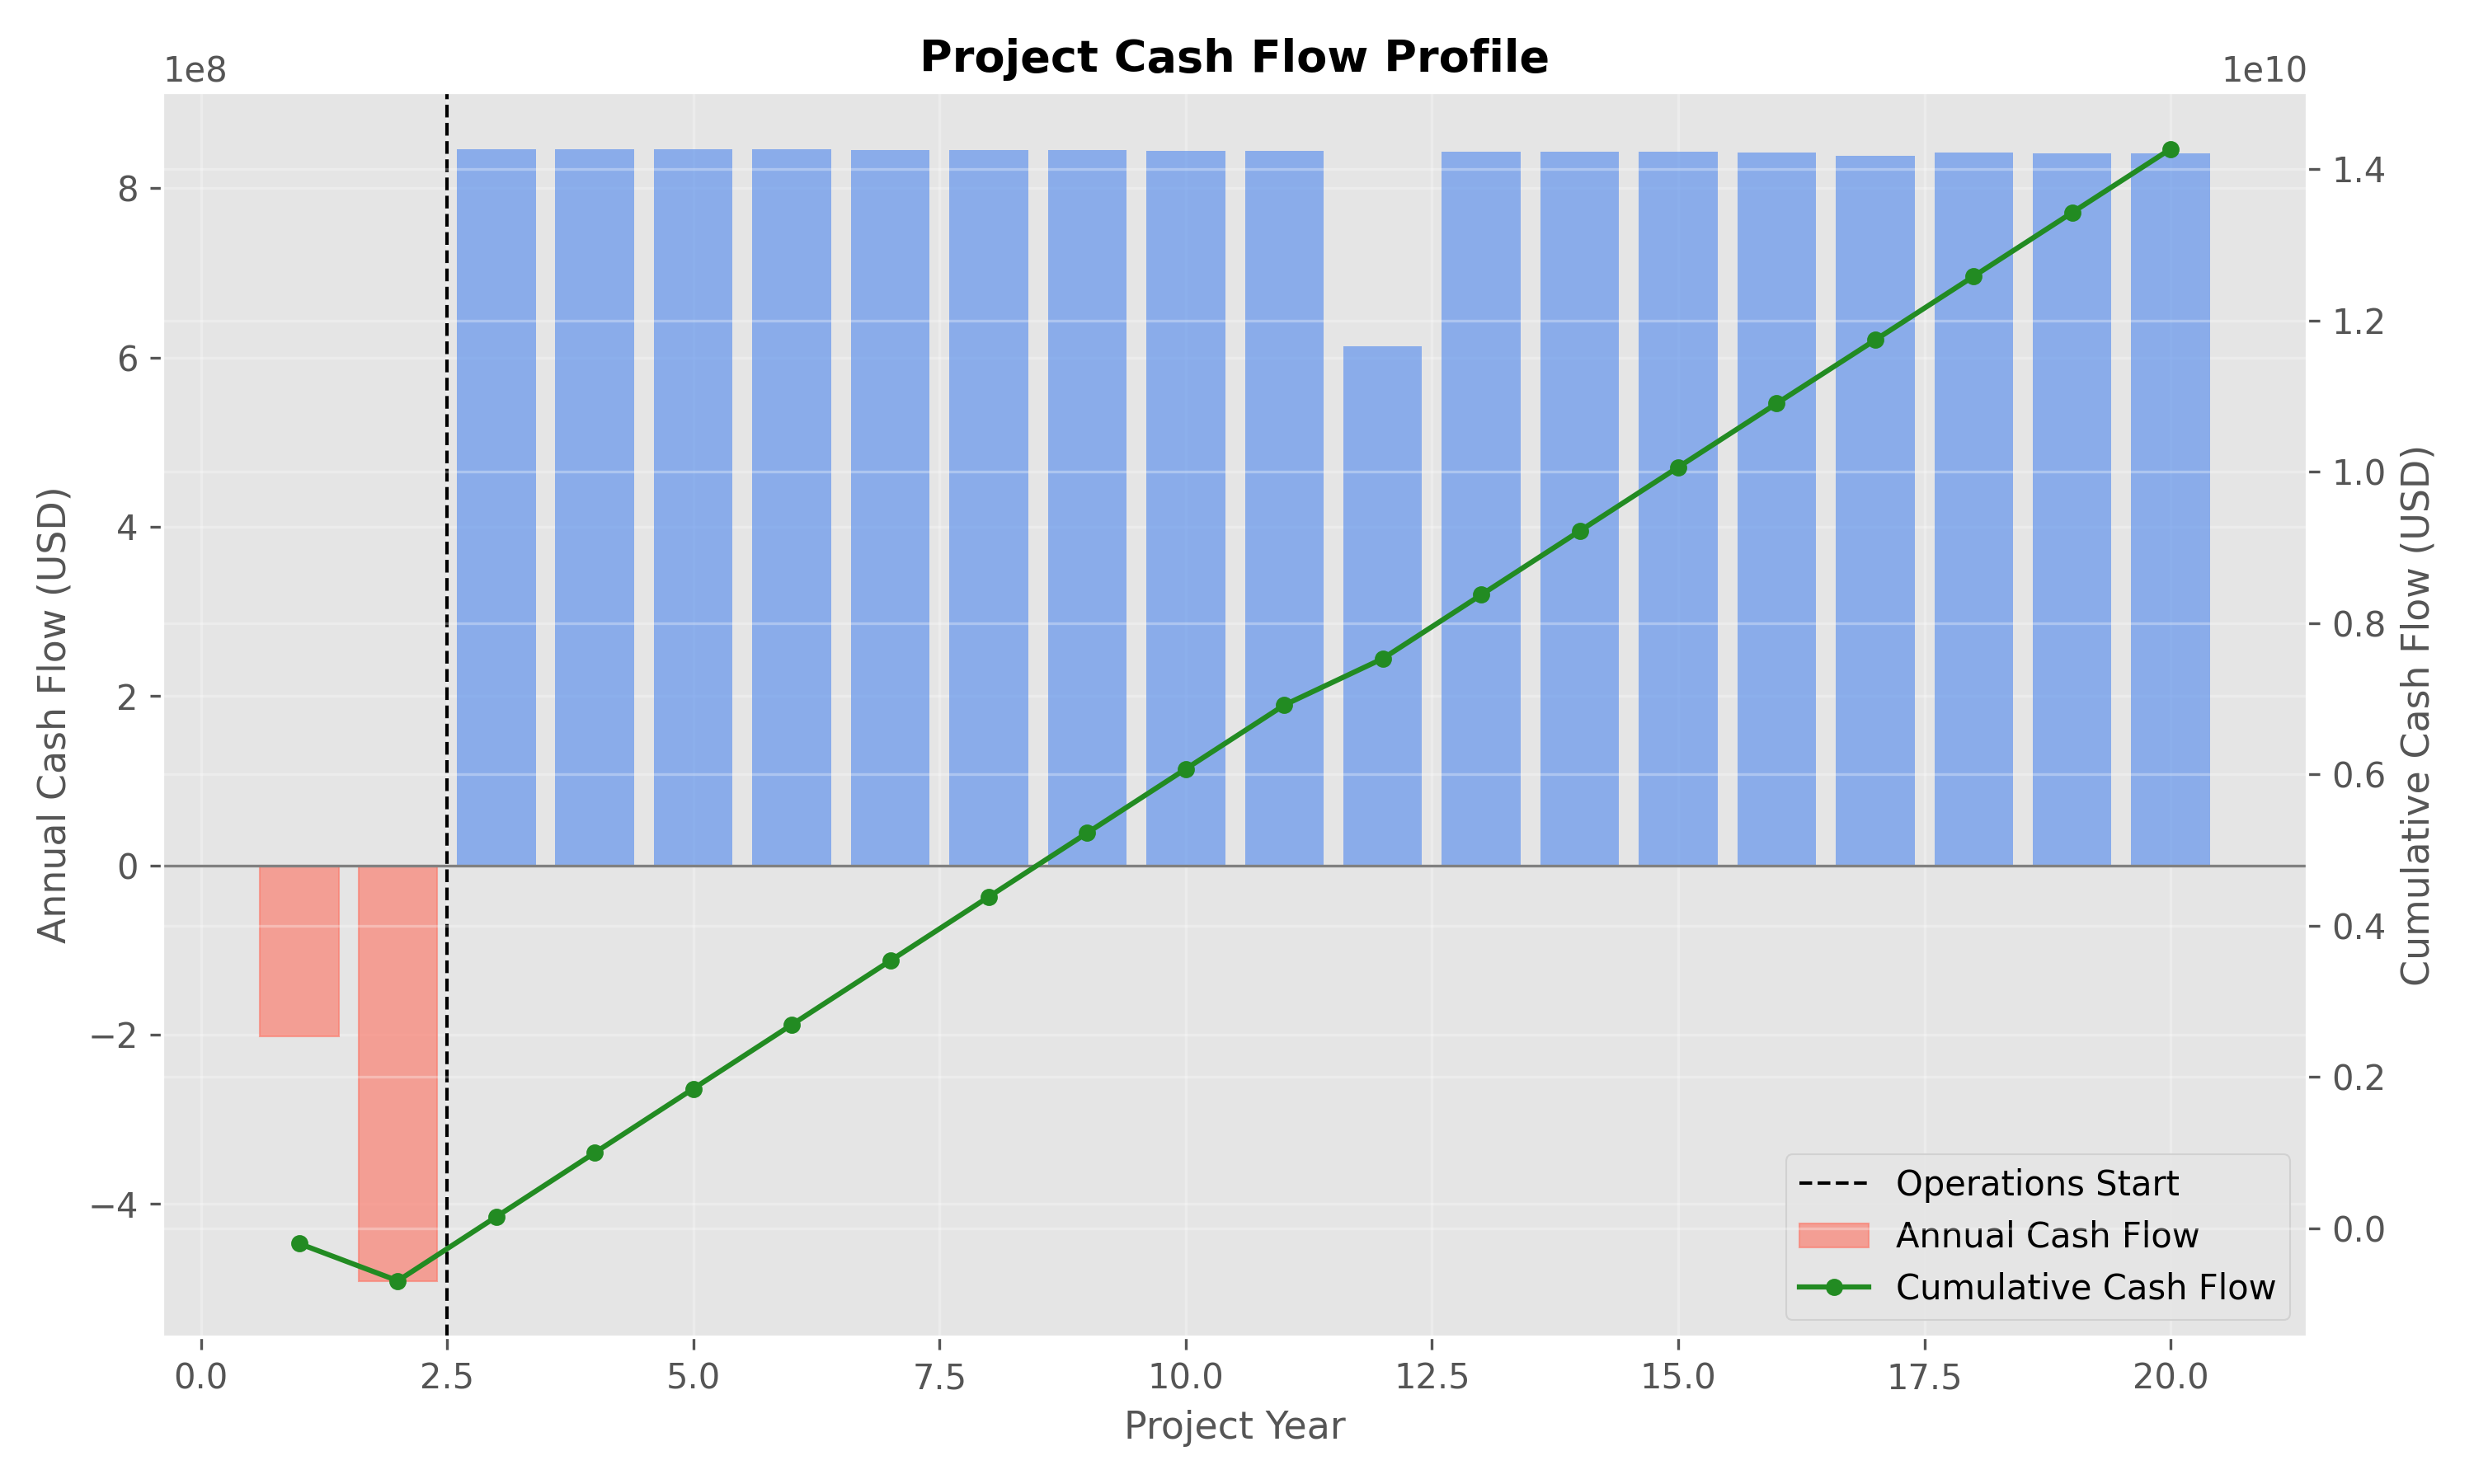 Project Cash Flow Profile
1e8
1e10
8
6
4
2
0
−2
−4
Annual Cash Flow (USD)
1.4
1.2
1.0
0.8
0.6
0.4
0.2
0.0
Cumulative Cash Flow (USD)
Operations Start
Annual Cash Flow
Cumulative Cash Flow
0.0 2.5 5.0 7.5 10.0 12.5 15.0 17.5 20.0
Project Year